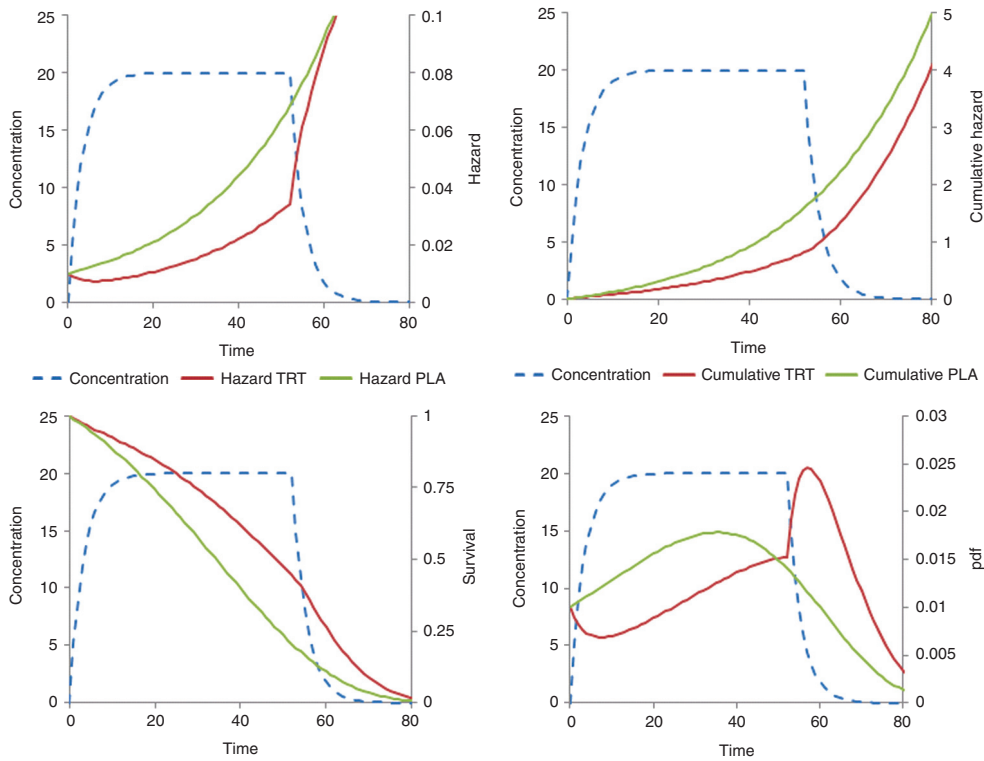 25
20
15
10
5
0
Concentration
0.1
0.08
0.06
0.04
0.02
0
Hazard
0 20 40 60 80
Time
Concentration Hazard TRT Hazard PLA
25
20
15
10
5
0
Concentration
5
4
3
2
1
0
Cumulative hazard
0 20 40 60 80
Time
Concentration Cumulative TRT Cumulative PLA
25
20
15
10
5
0
Concentration
1
0.75
0.5
0.25
0
Survival
0 20 40 60 80
Time
25
20
15
10
5
0
Concentration
0.03
0.025
0.02
0.015
0.01
0.005
0
pdf
0 20 40 60 80
Time